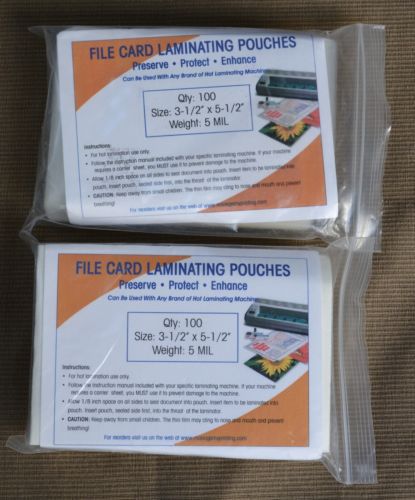 FILE CARD LAMINATING POUCHES
Preserve • Protect • Enhance
Can Be Used With Any Brand of Hot Laminating Machine
Qty: 100
Size: 3-1/2" x 5-1/2"
Weight: 5 MIL
Instructions:
• For hot lamination use only.
• Follow the instruction manual included with your specific laminating machine. If your machine
requires a carrier sheet, you MUST use it to prevent damage to the machine.
• Allow 1/8 inch space on all sides to seal document into pouch. Insert item to be laminated into
pouch. Insert pouch, sealed side first, into the throat of the laminator.
• CAUTION: Keep away from small children. The thin film may cling to nose and mouth and prevent
breathing!
For reorders visit us on the web at
FILE CARD LAMINATING POUCHES
Preserve • Protect • Enhance
Can Be Used With Any Brand of Hot Laminating Machine
Qty: 100
Size: 3-1/2" x 5-1/2"
Weight: 5 MIL
Instructions:
• For hot lamination use only.
• Follow the instruction manual included with your specific laminating machine. If your machine
requires a carrier sheet, you MUST use it to prevent damage to the machine.
• Allow 1/8 inch space on all sides to seal document into pouch. Insert item to be laminated into
pouch. Insert pouch, sealed side first, into the throat of the laminator.
• CAUTION: Keep away from small children. The thin film may cling to nose and mouth and prevent
breathing!
For reorders visit us on the web at